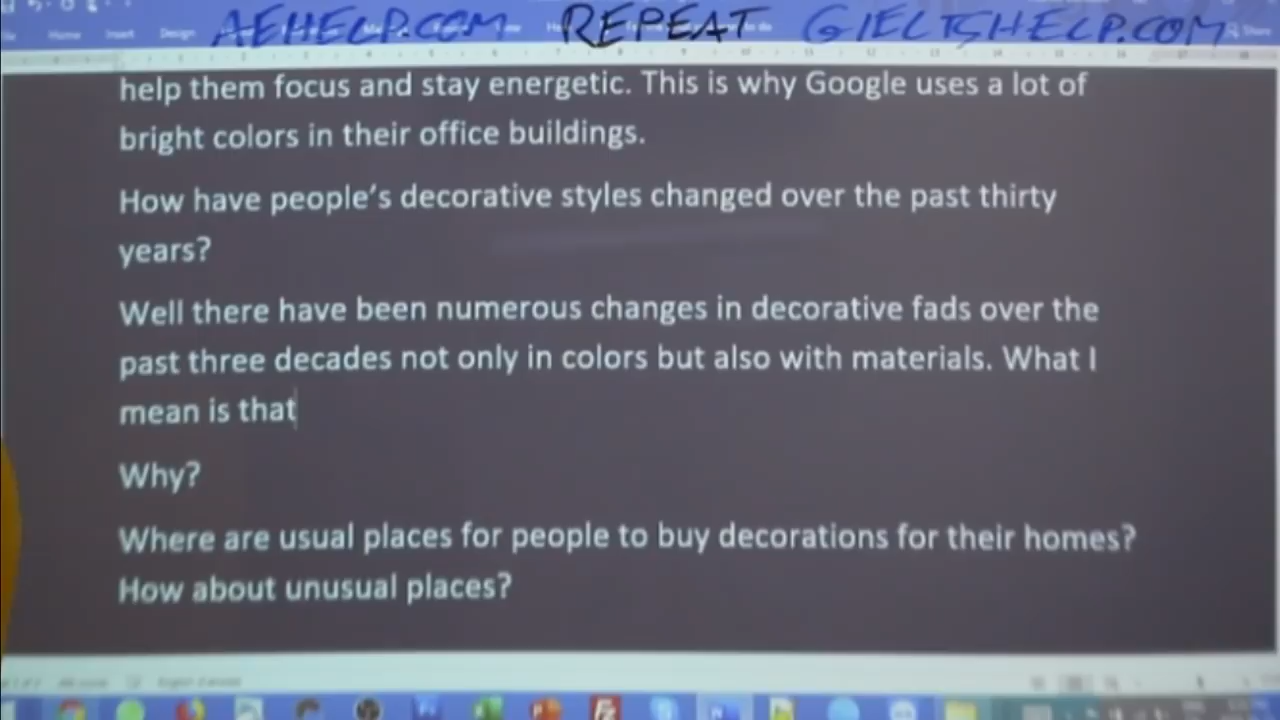 AEHELP.COM REPEAT GIELTSHELP.COM
Home Insert Design Share
help them focus and stay energetic. This is why Google uses a lot of
bright colors in their office buildings.
How have people’s decorative styles changed over the past thirty
years?
Well there have been numerous changes in decorative fads over the
past three decades not only in colors but also with materials. What I
mean is that
Why?
Where are usual places for people to buy decorations for their homes?
How about unusual places?